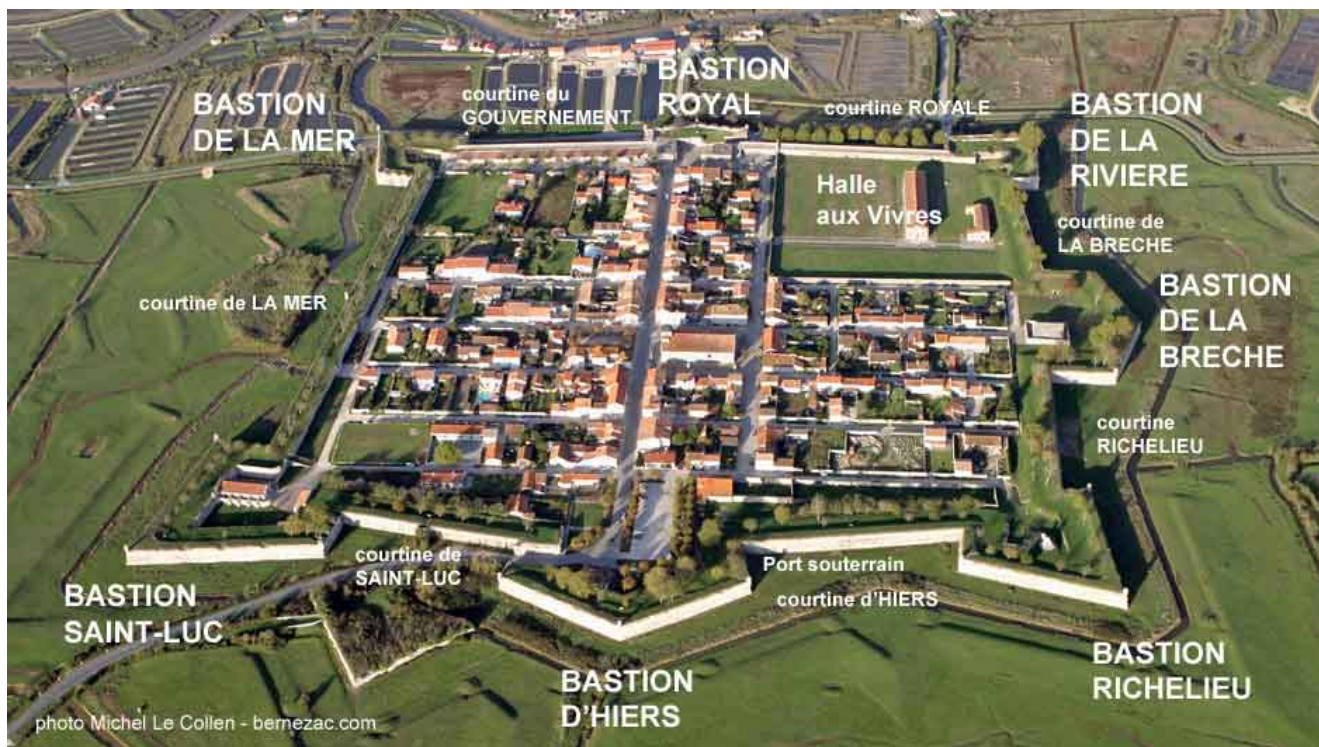 BASTION
ROYAL
courtine du
GOUVERNEMENT
courtine ROYALE
BASTION
DE LA MER
BASTION
DE LA
RIVIERE
Halle
aux Vivres
courtine de
LA BRECHE
courtine de LA MER
BASTION
DE LA
BRECHE
courtine
RICHELIEU
courtine de
SAINT-LUC
Port souterrain
courtine d'HIERS
BASTION
SAINT-LUC
BASTION
D'HIERS
BASTION
RICHELIEU
photo Michel Le Collen - bernezac.com